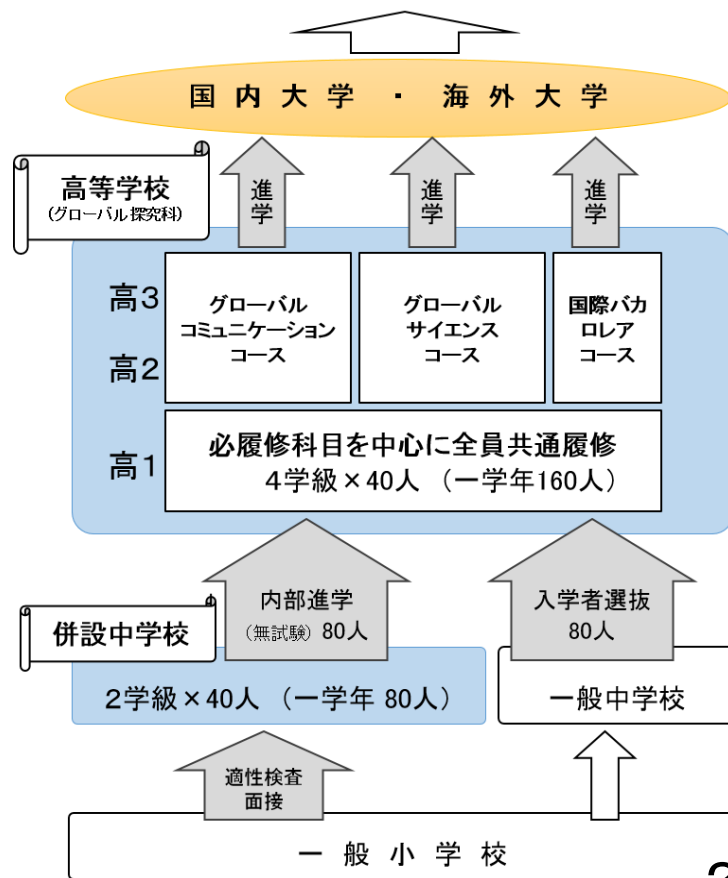 国内大学・海外大学
高等学校
(グローバル探究科)
進学
進学
進学
高3
高2
グローバル
コミュニケーション
コース
グローバル
サイエンス
コース
国際バカ
ロレア
コース
高1
必履修科目を中心に全員共通履修
4学級×40人 (一学年160人)
内部進学
(無試験) 80人
入学者選抜
80人
併設中学校
2学級×40人 (一学年 80人)
一般中学校
適性検査
面接
一般小学校